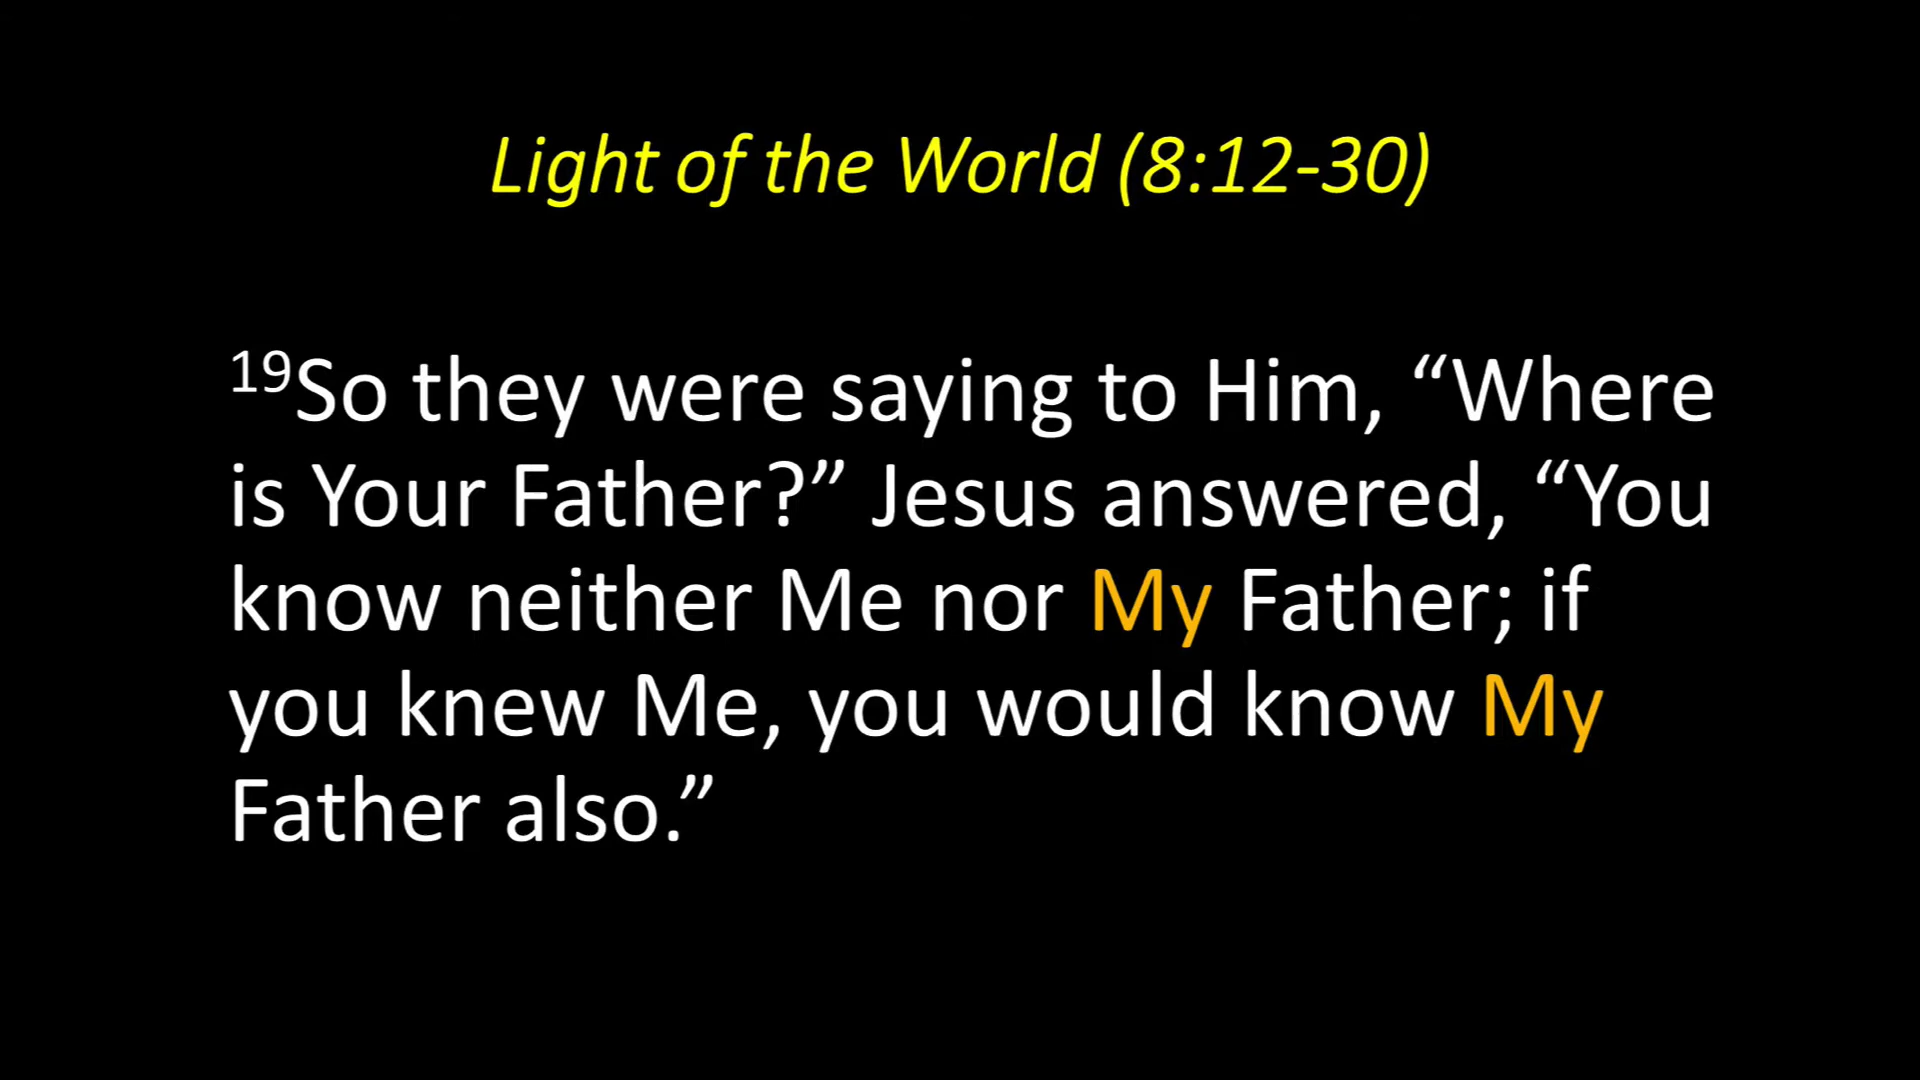 Light of the World (8:12-30)
19So they were saying to Him, “Where
is Your Father?” Jesus answered, “You
know neither Me nor My Father; if
you knew Me, you would know My
Father also.”